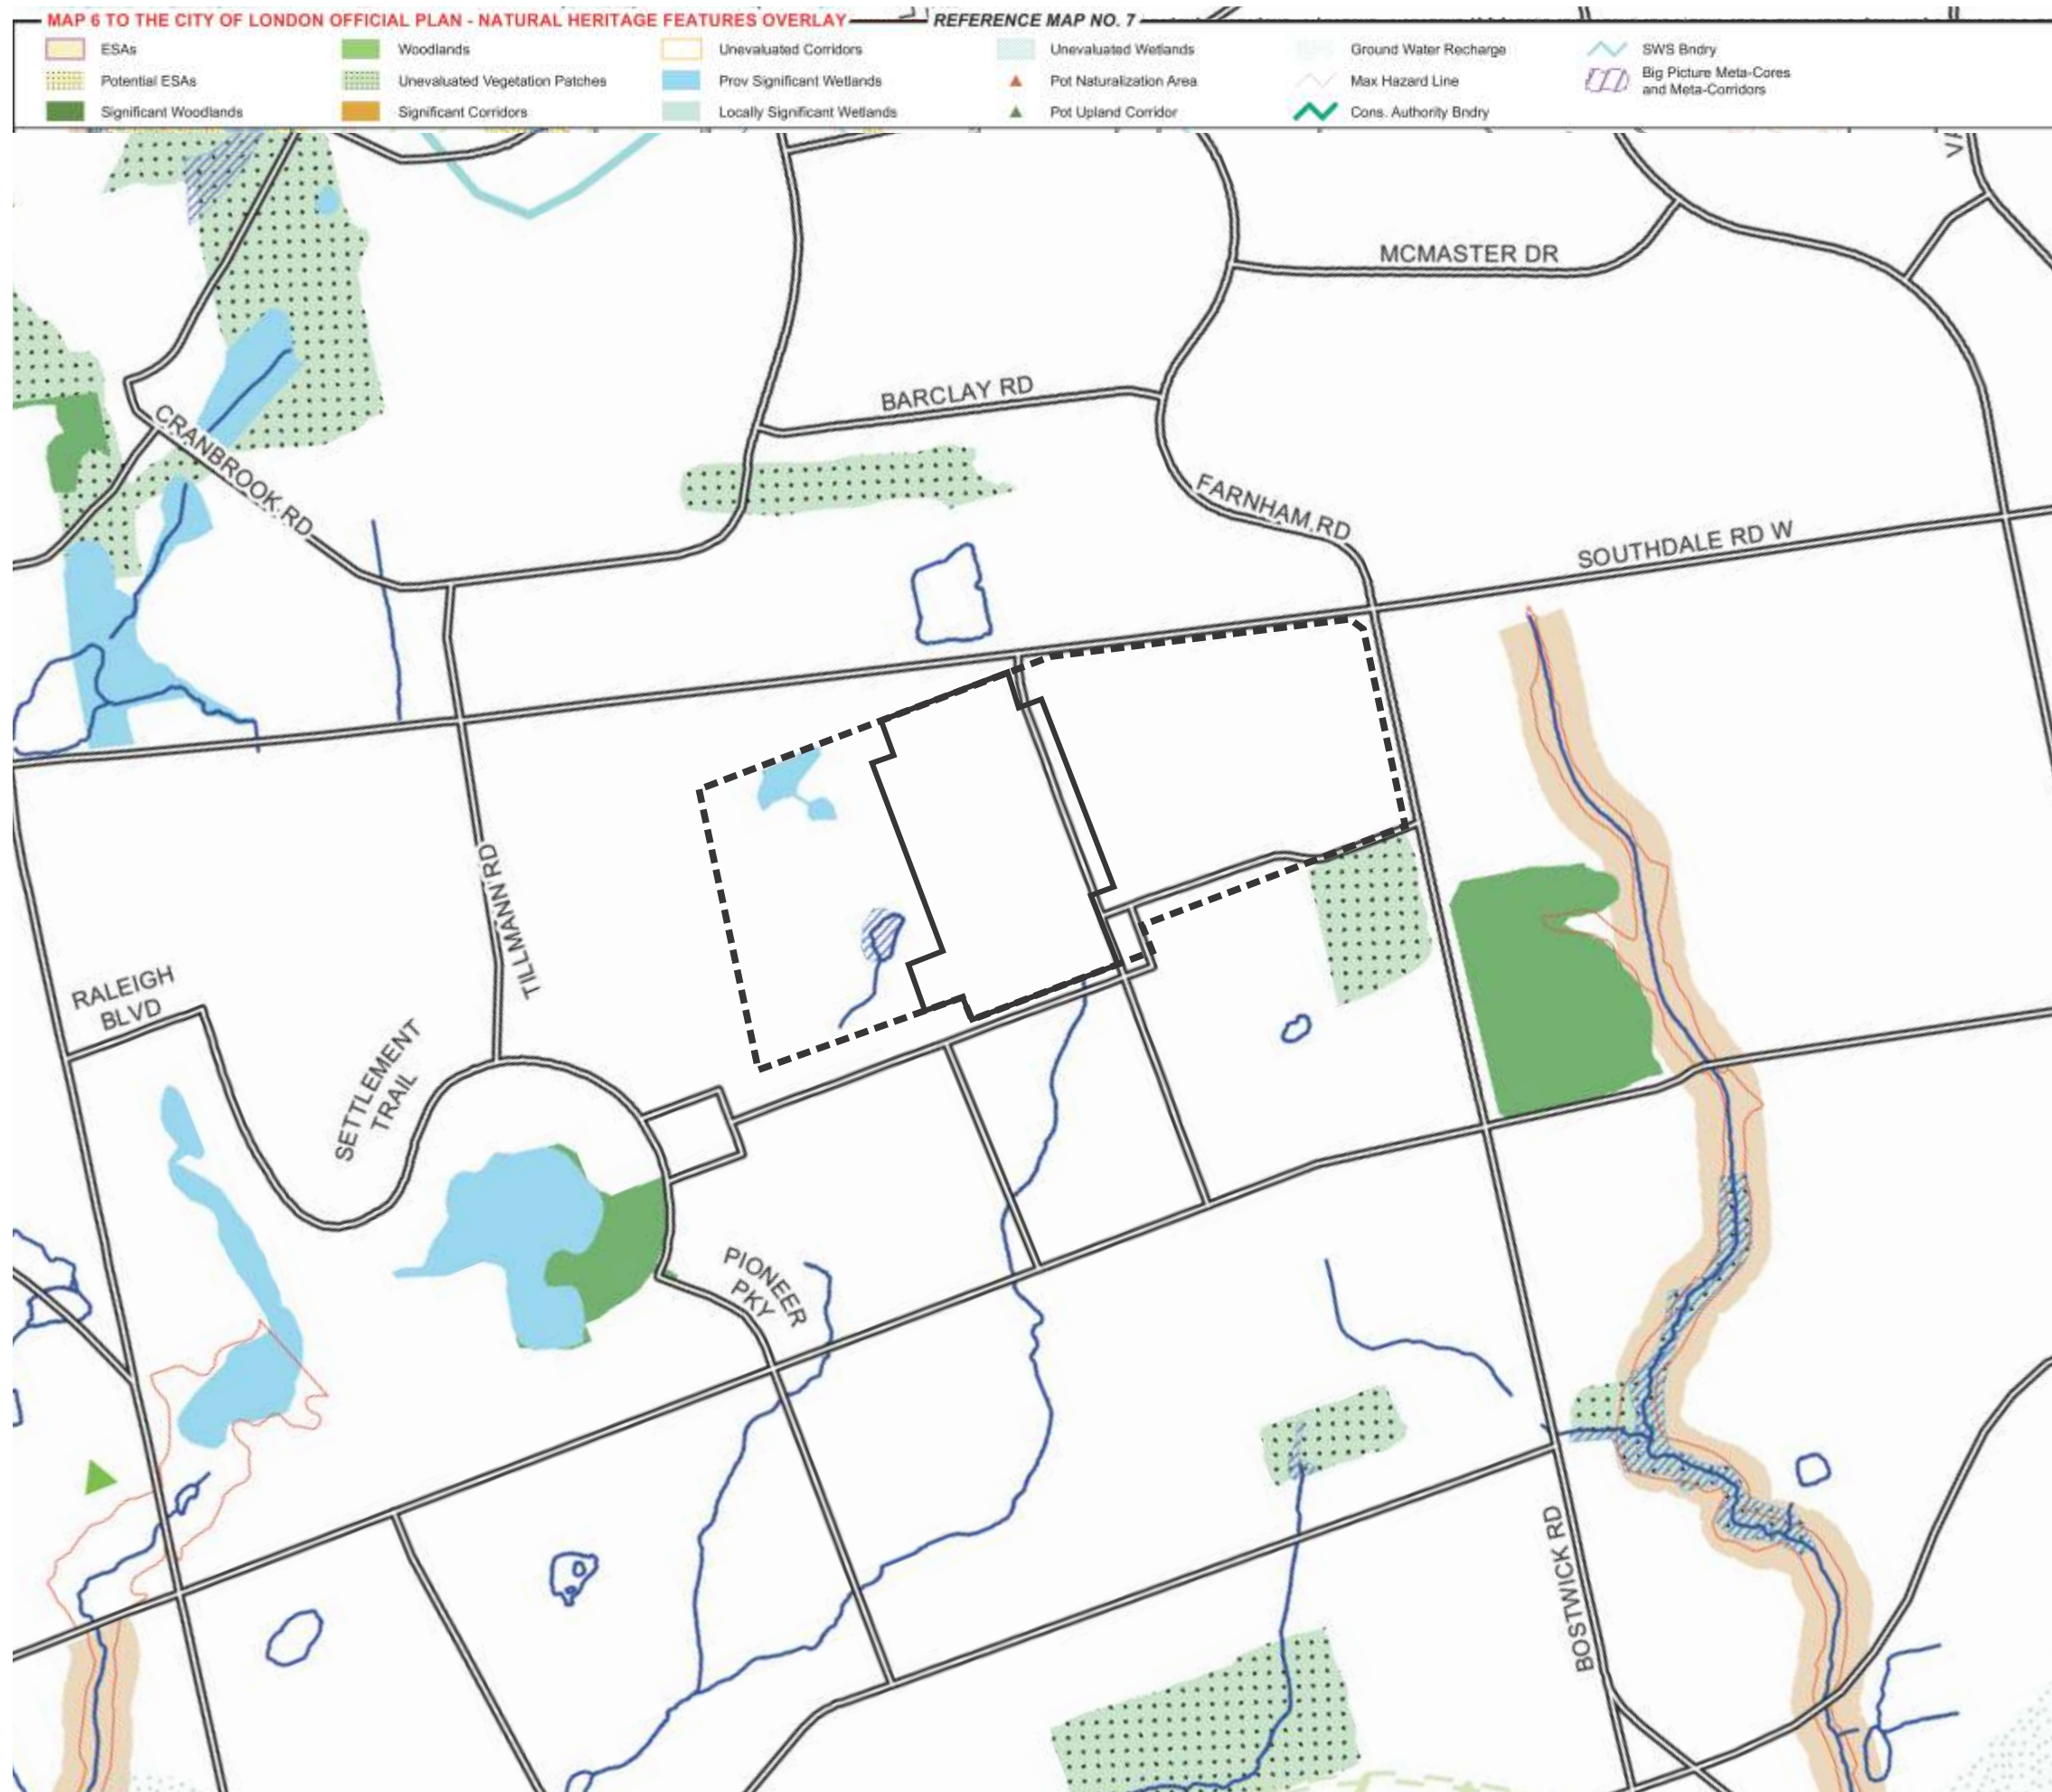 MAP 6 TO THE CITY OF LONDON OFFICIAL PLAN - NATURAL HERITAGE FEATURES OVERLAY
REFERENCE MAP NO. 7
ESAs
Woodlands
Unevaluated Corridors
Unevaluated Wetlands
Ground Water Recharge
SWS Bndry
Potential ESAs
Unevaluated Vegetation Patches
Prov Significant Wetlands
Pot Naturalization Area
Max Hazard Line
Big Picture Meta-Cores
and Meta-Corridors
Significant Woodlands
Significant Corridors
Locally Significant Wetlands
Pot Upland Corridor
Cons. Authority Bndry
VA
MCMASTER DR
BARCLAY RD
CRANBROOK RD
FARNHAM RD
SOUTHDALE RD W
TILLMANN RD
RALEIGH
BLVD
SETTLEMENT
TRAIL
PIONEER
PKY
BOSTWICK RD